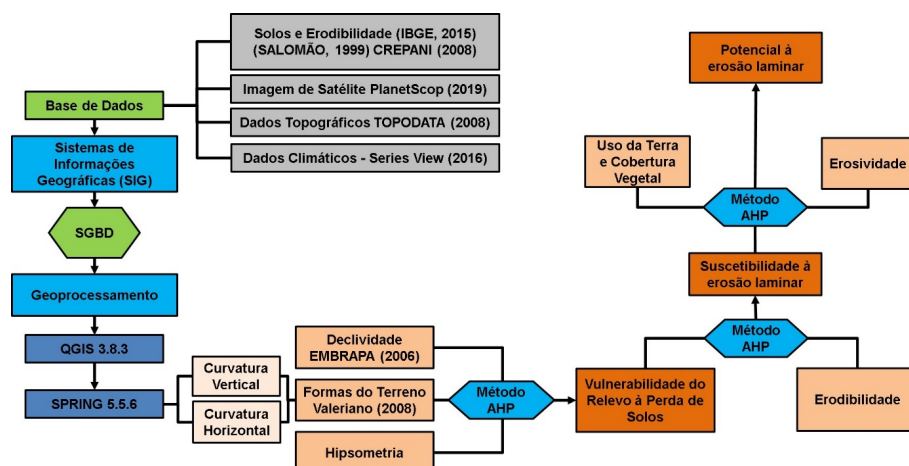 Base de Dados
Solos e Erodibilidade (IBGE, 2015)
(SALOMÃO, 1999) CREPANI (2008)
Imagem de Satélite PlanetScop (2019)
Dados Topográficos TOPODATA (2008)
Dados Climáticos - Series View (2016)
Sistemas de
Informações
Geográficas (SIG)
SGBD
Geoprocessamento
QGIS 3.8.3
SPRING 5.5.6
Curvatura
Vertical
Curvatura
Horizontal
Declividade
EMBRAPA (2006)
Formas do Terreno
Valeriano
(2008)
Hipsometria
Método
AHP
Vulnerabilidade do
Relevo à Perda de
Solos
Erodibilidade
Método
AHP
Suscetibilidade à
erosão laminar
Uso da Terra
e Cobertura
Vegetal
Erosividade
Método
AHP
Potencial à
erosão laminar